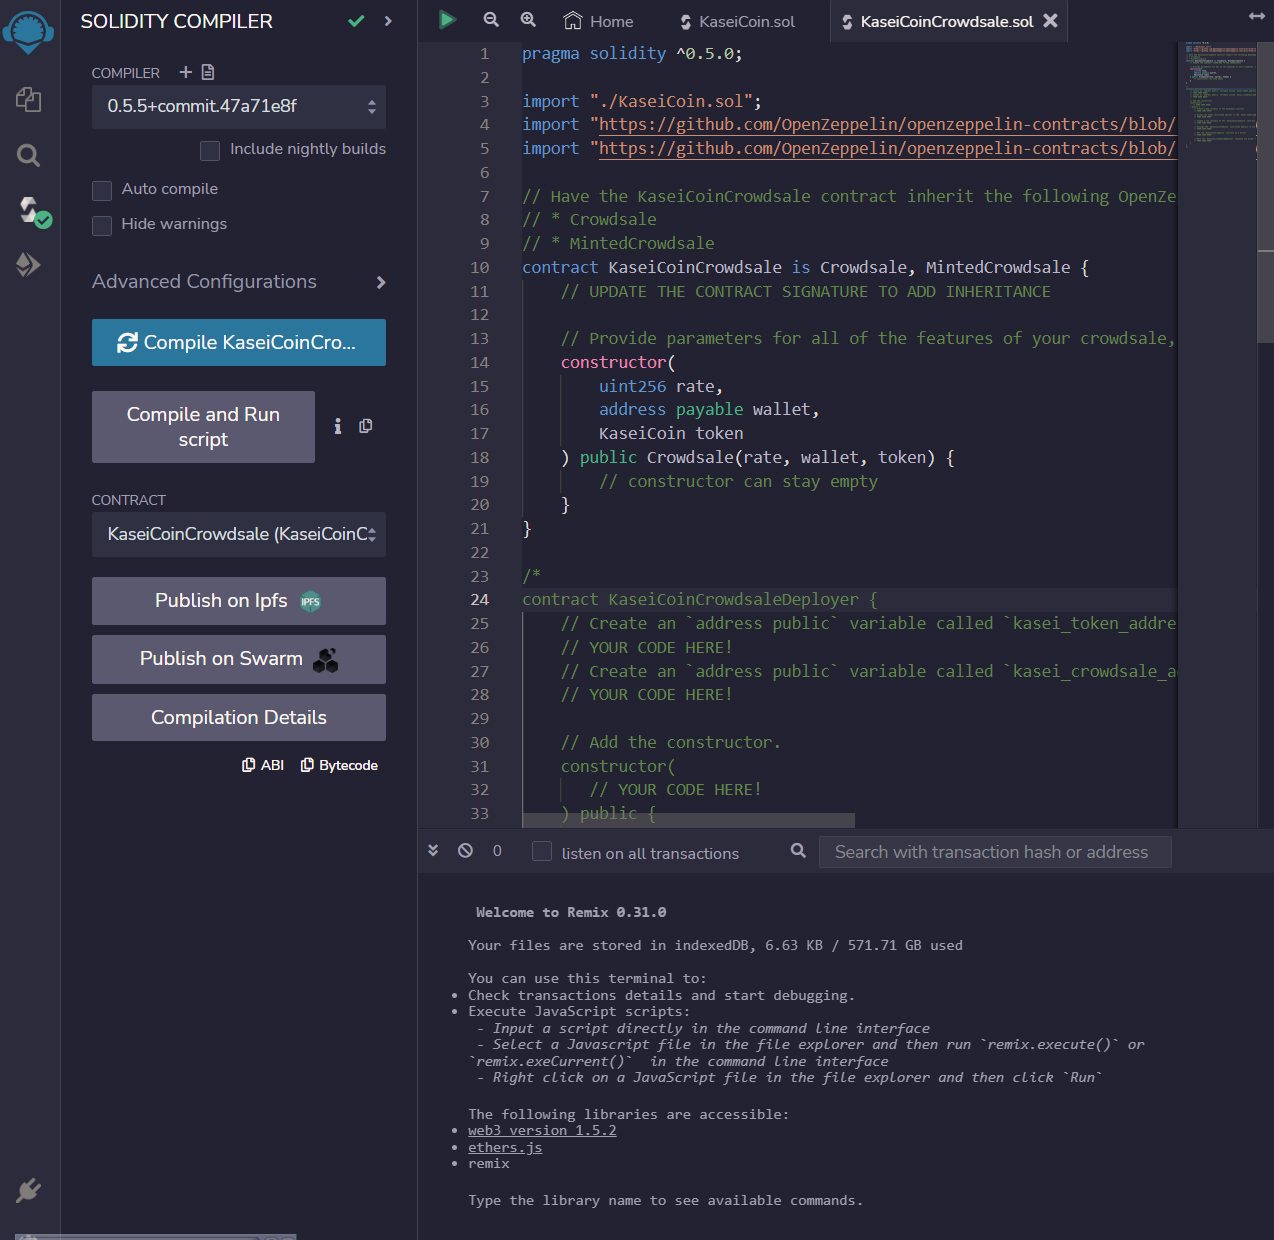 SOLIDITY COMPILER
COMPILER
0.5.5+commit.47a71e8f
Include nightly builds
Auto compile
Hide warnings
Advanced Configurations
Compile KaseiCoinCro...
Compile and Run
script
CONTRACT
KaseiCoinCrowdsale (KaseiCoinC
Publish on Ipfs IPFS
Publish on Swarm
Compilation Details
ABI Bytecode
Home KaseiCoin.sol KaseiCoinCrowdsale.sol
1 pragma solidity ^0.5.0;
2
3 import "./KaseiCoin.sol";
4 import "https://github.com/OpenZeppelin/openzeppelin-contracts/blob/
5 import "https://github.com/OpenZeppelin/openzeppelin-contracts/blob/
6
7 // Have the KaseiCoinCrowdsale contract inherit the following OpenZe
8 // * Crowdsale
9 // * MintedCrowdsale
10 contract KaseiCoinCrowdsale is Crowdsale, MintedCrowdsale {
11 // UPDATE THE CONTRACT SIGNATURE TO ADD INHERITANCE
12
13 // Provide parameters for all of the features of your crowdsale,
14 constructor(
15 uint256 rate,
16 address payable wallet,
17 KaseiCoin token
18 ) public Crowdsale(rate, wallet, token) {
19 // constructor can stay empty
20 }
21 }
22
23 /*
24 contract KaseiCoinCrowdsaleDeployer {
25 // Create an `address public` variable called `kasei_token_addre
26 // YOUR CODE HERE!
27 // Create an `address public` variable called `kasei_crowdsale_a
28 // YOUR CODE HERE!
29
30 // Add the constructor.
31 constructor(
32 // YOUR CODE HERE!
33 ) public {
0 listen on all transactions Search with transaction hash or address
Welcome to Remix 0.31.0
Your files are stored in indexedDB, 6.63 KB / 571.71 GB used
You can use this terminal to:
• Check transactions details and start debugging.
• Execute JavaScript scripts:
- Input a script directly in the command line interface
- Select a Javascript file in the file explorer and then run `remix.execute()` or
`remix.exeCurrent()` in the command line interface
- Right click on a JavaScript file in the file explorer and then click `Run`
The following libraries are accessible:
• web3 version 1.5.2
• ethers.js
• remix
Type the library name to see available commands.